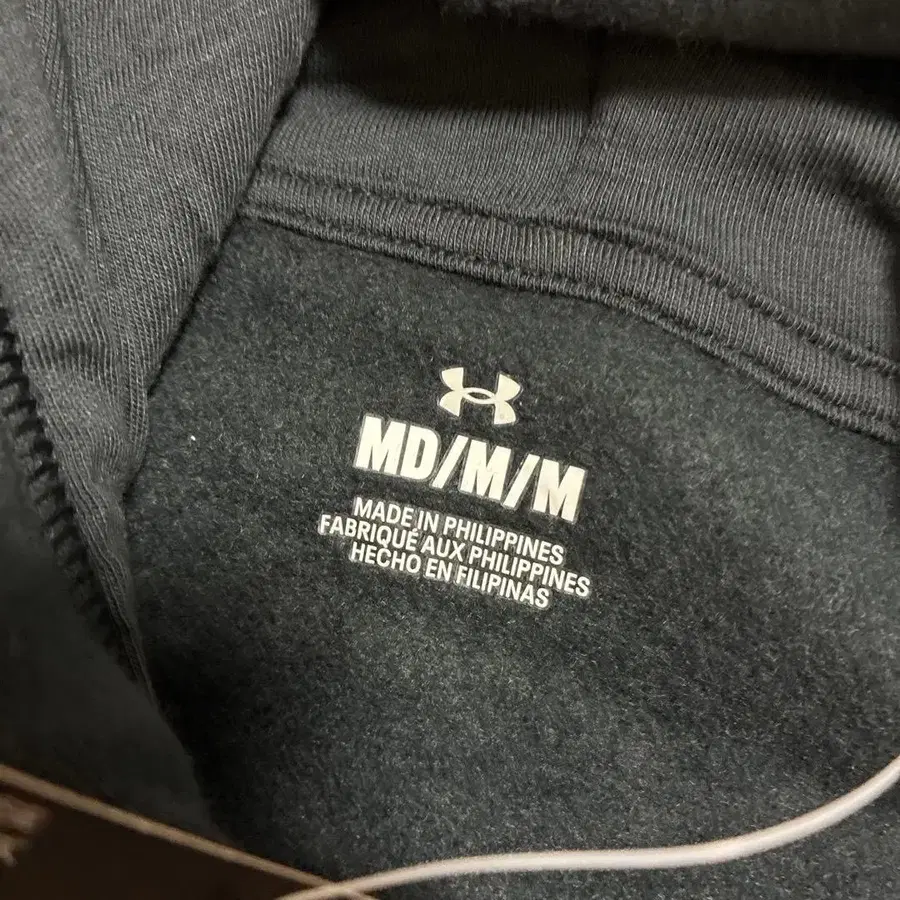 MD/M/M
MADE IN PHILIPPINES
FABRIQUÉ AUX PHILIPPINES
HECHO EN FILIPINAS